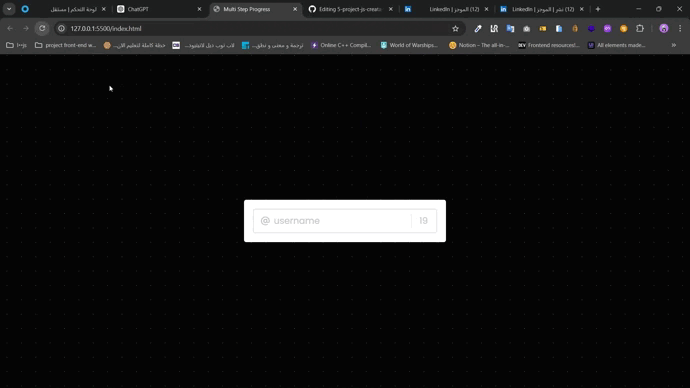 لوحة التحكم | مستقل
ChatGPT
Multi Step Progress
Editing 5-project-js-crea
LinkedIn | الموجز (12)
LinkedIn | نشر | الموجز (12)
127.0.0.1:5500/index.html
project front-end w...
خطة كاملة لتعليم الان...
لاب توب ديل لاتيتيود...
ترجمة و معنى و نطق...
Online C++ Compil...
World of Warships...
Notion – The all-in-...
Frontend resources!...
All elements made...
@ username
19